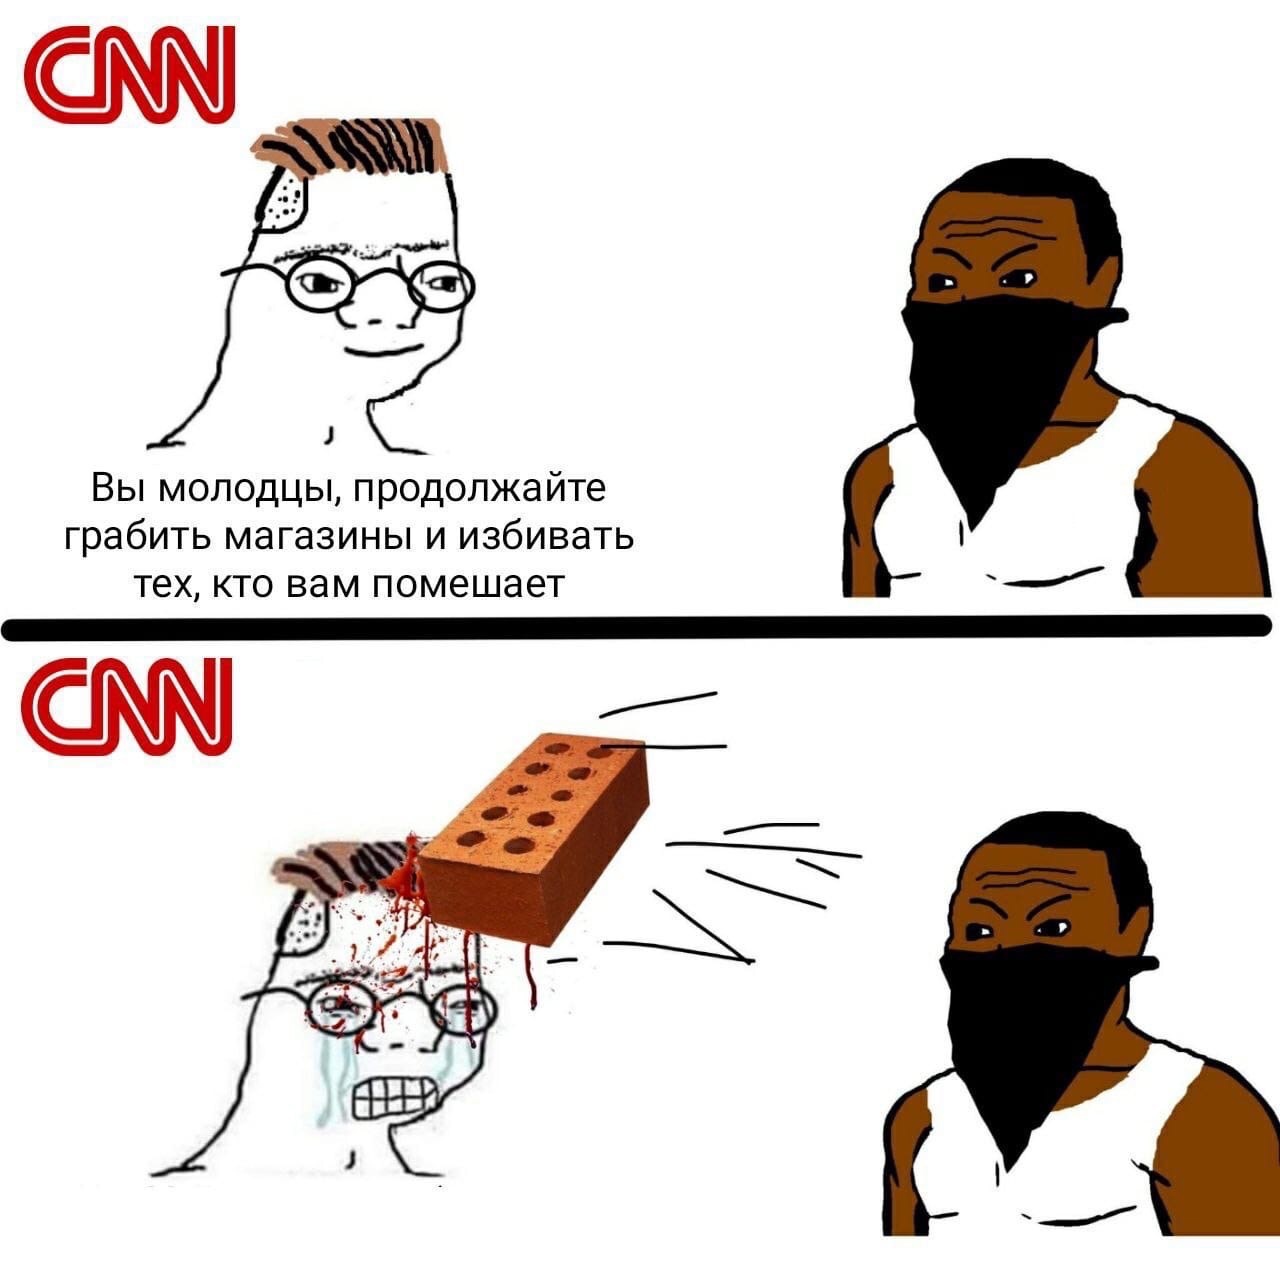 CNN
Вы молодцы, продолжайте
грабить магазины и избивать
тех, кто вам помешает
CNN